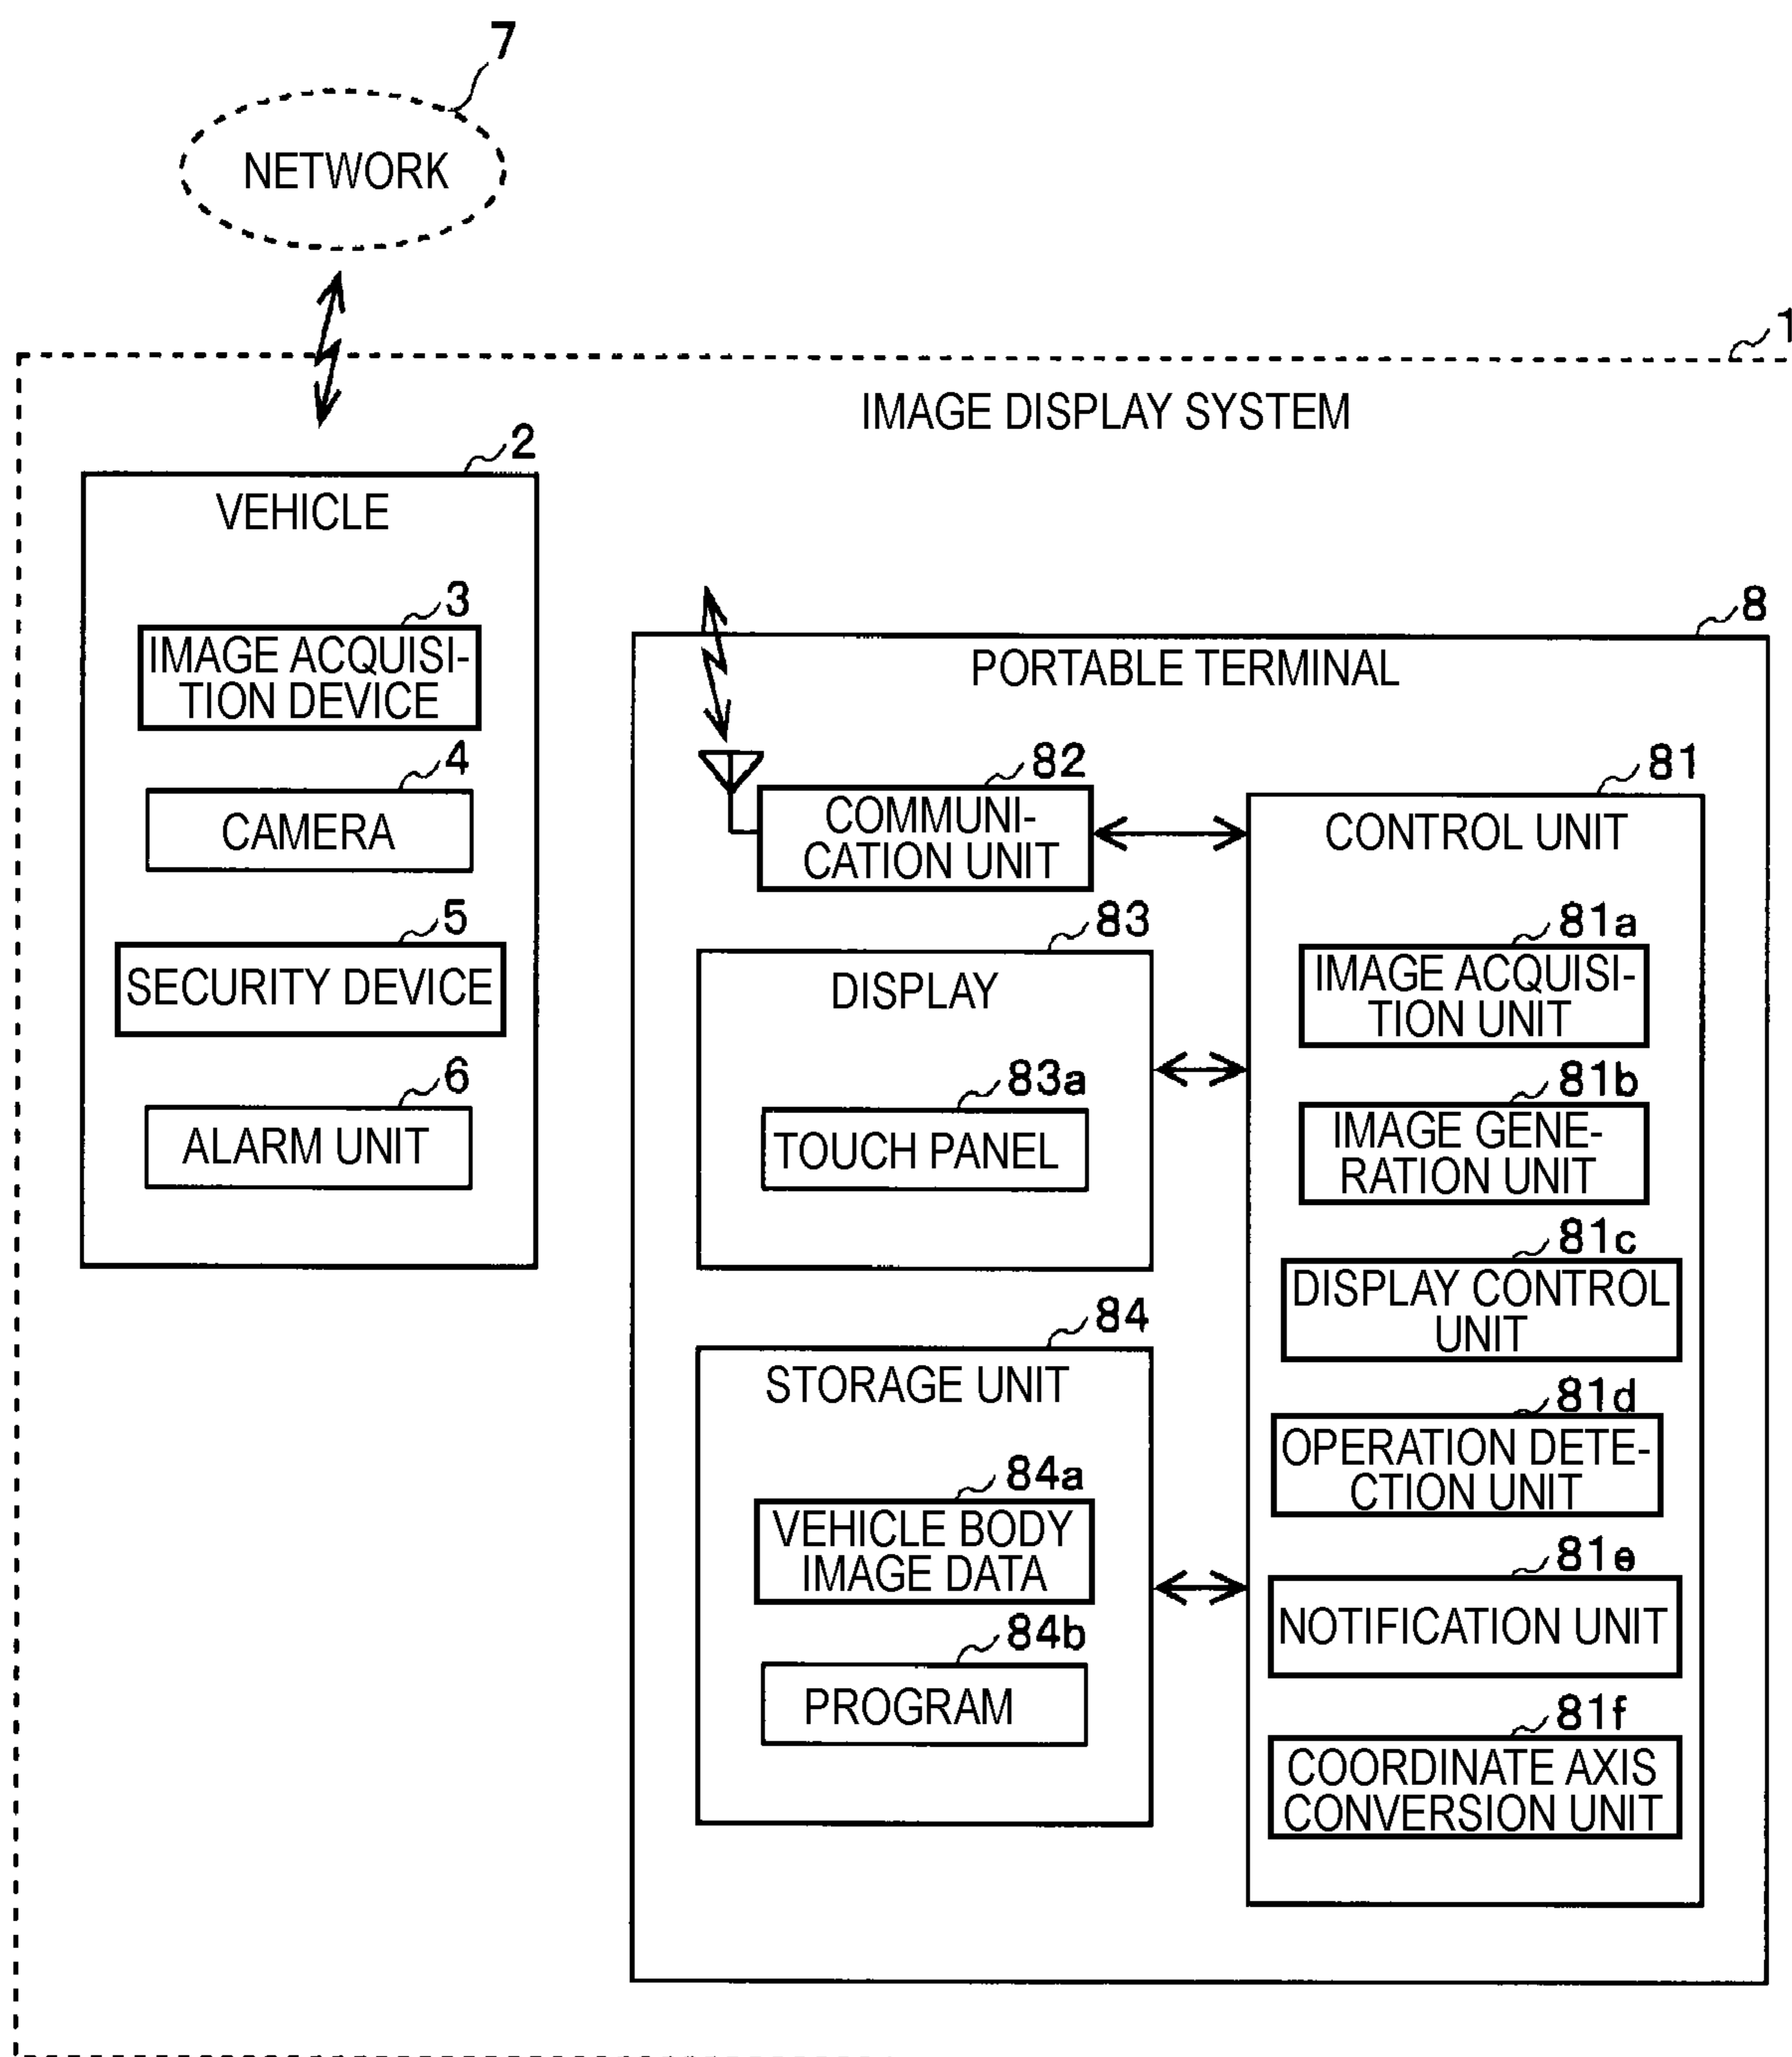 7
NETWORK
1
IMAGE DISPLAY SYSTEM
2
VEHICLE
3
IMAGE ACQUISI-
TION DEVICE
4
CAMERA
5
SECURITY DEVICE
6
ALARM UNIT
8
PORTABLE TERMINAL
82
COMMUNI-
CATION UNIT
83
DISPLAY
83a
TOUCH PANEL
84
STORAGE UNIT
84a
VEHICLE BODY
IMAGE DATA
84b
PROGRAM
81
CONTROL UNIT
81a
IMAGE ACQUISI-
TION UNIT
81b
IMAGE GENE-
RATION UNIT
81c
DISPLAY CONTROL
UNIT
81d
OPERATION DETE-
CTION UNIT
81e
NOTIFICATION UNIT
81f
COORDINATE AXIS
CONVERSION UNIT